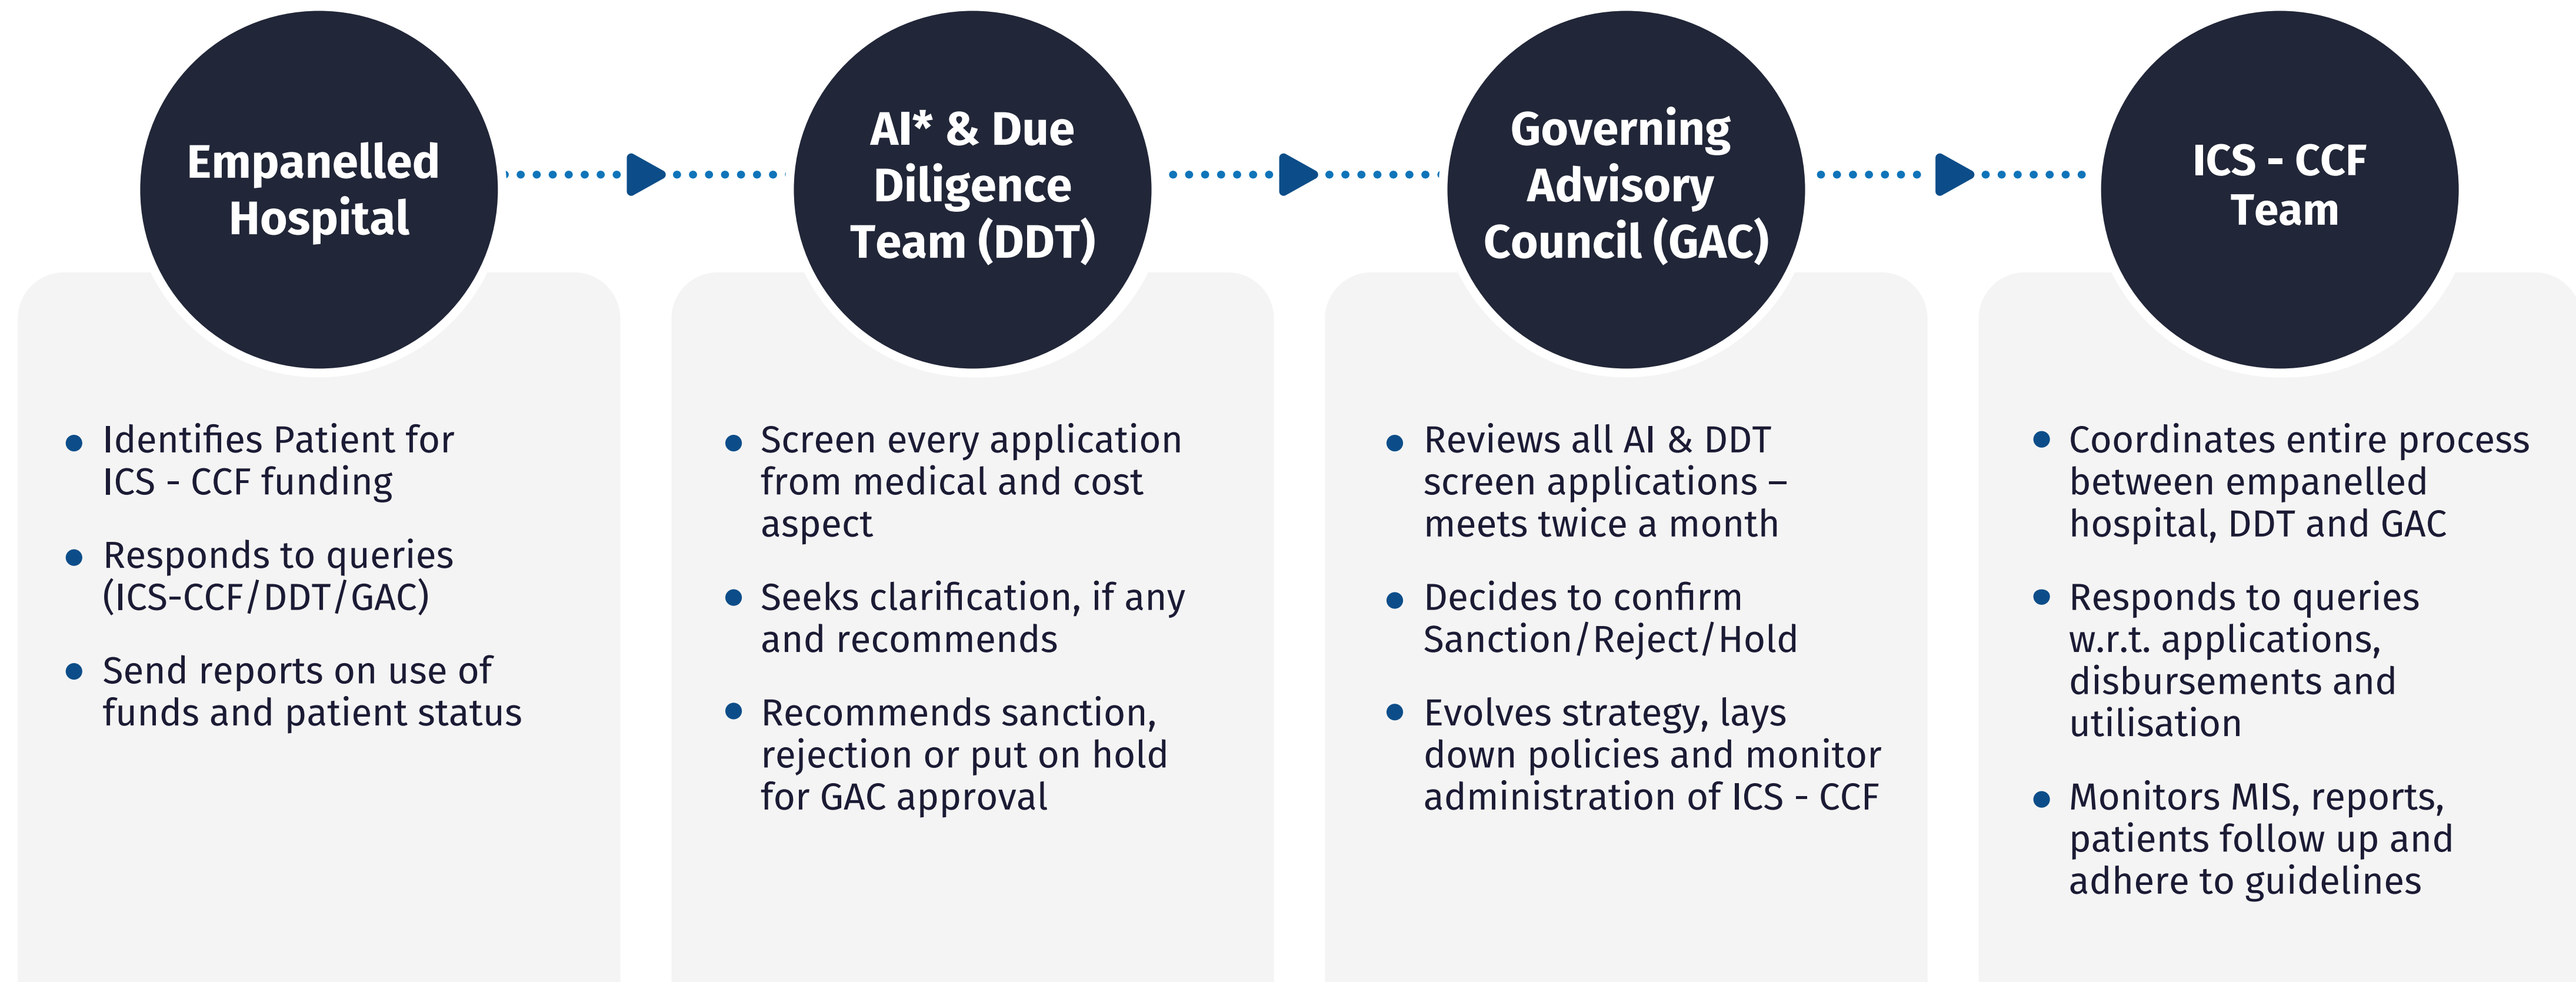 Empanelled
Hospital
Identifies Patient for
ICS - CCF funding
Responds to queries
(ICS-CCF/DDT/GAC)
Send reports on use of
funds and patient status
AI* & Due
Diligence
Team (DDT)
Screen every application
from medical and cost
aspect
Seeks clarification, if any
and recommends
Recommends sanction,
rejection or put on hold
for GAC approval
Governing
Advisory
Council (GAC)
Reviews all AI & DDT
screen applications –
meets twice a month
Decides to confirm
Sanction/Reject/Hold
Evolves strategy, lays
down policies and monitor
administration of ICS - CCF
ICS - CCF
Team
Coordinates entire process
between empanelled
hospital, DDT and GAC
Responds to queries
w.r.t. applications,
disbursements and
utilisation
Monitors MIS, reports,
patients follow up and
adhere to guidelines